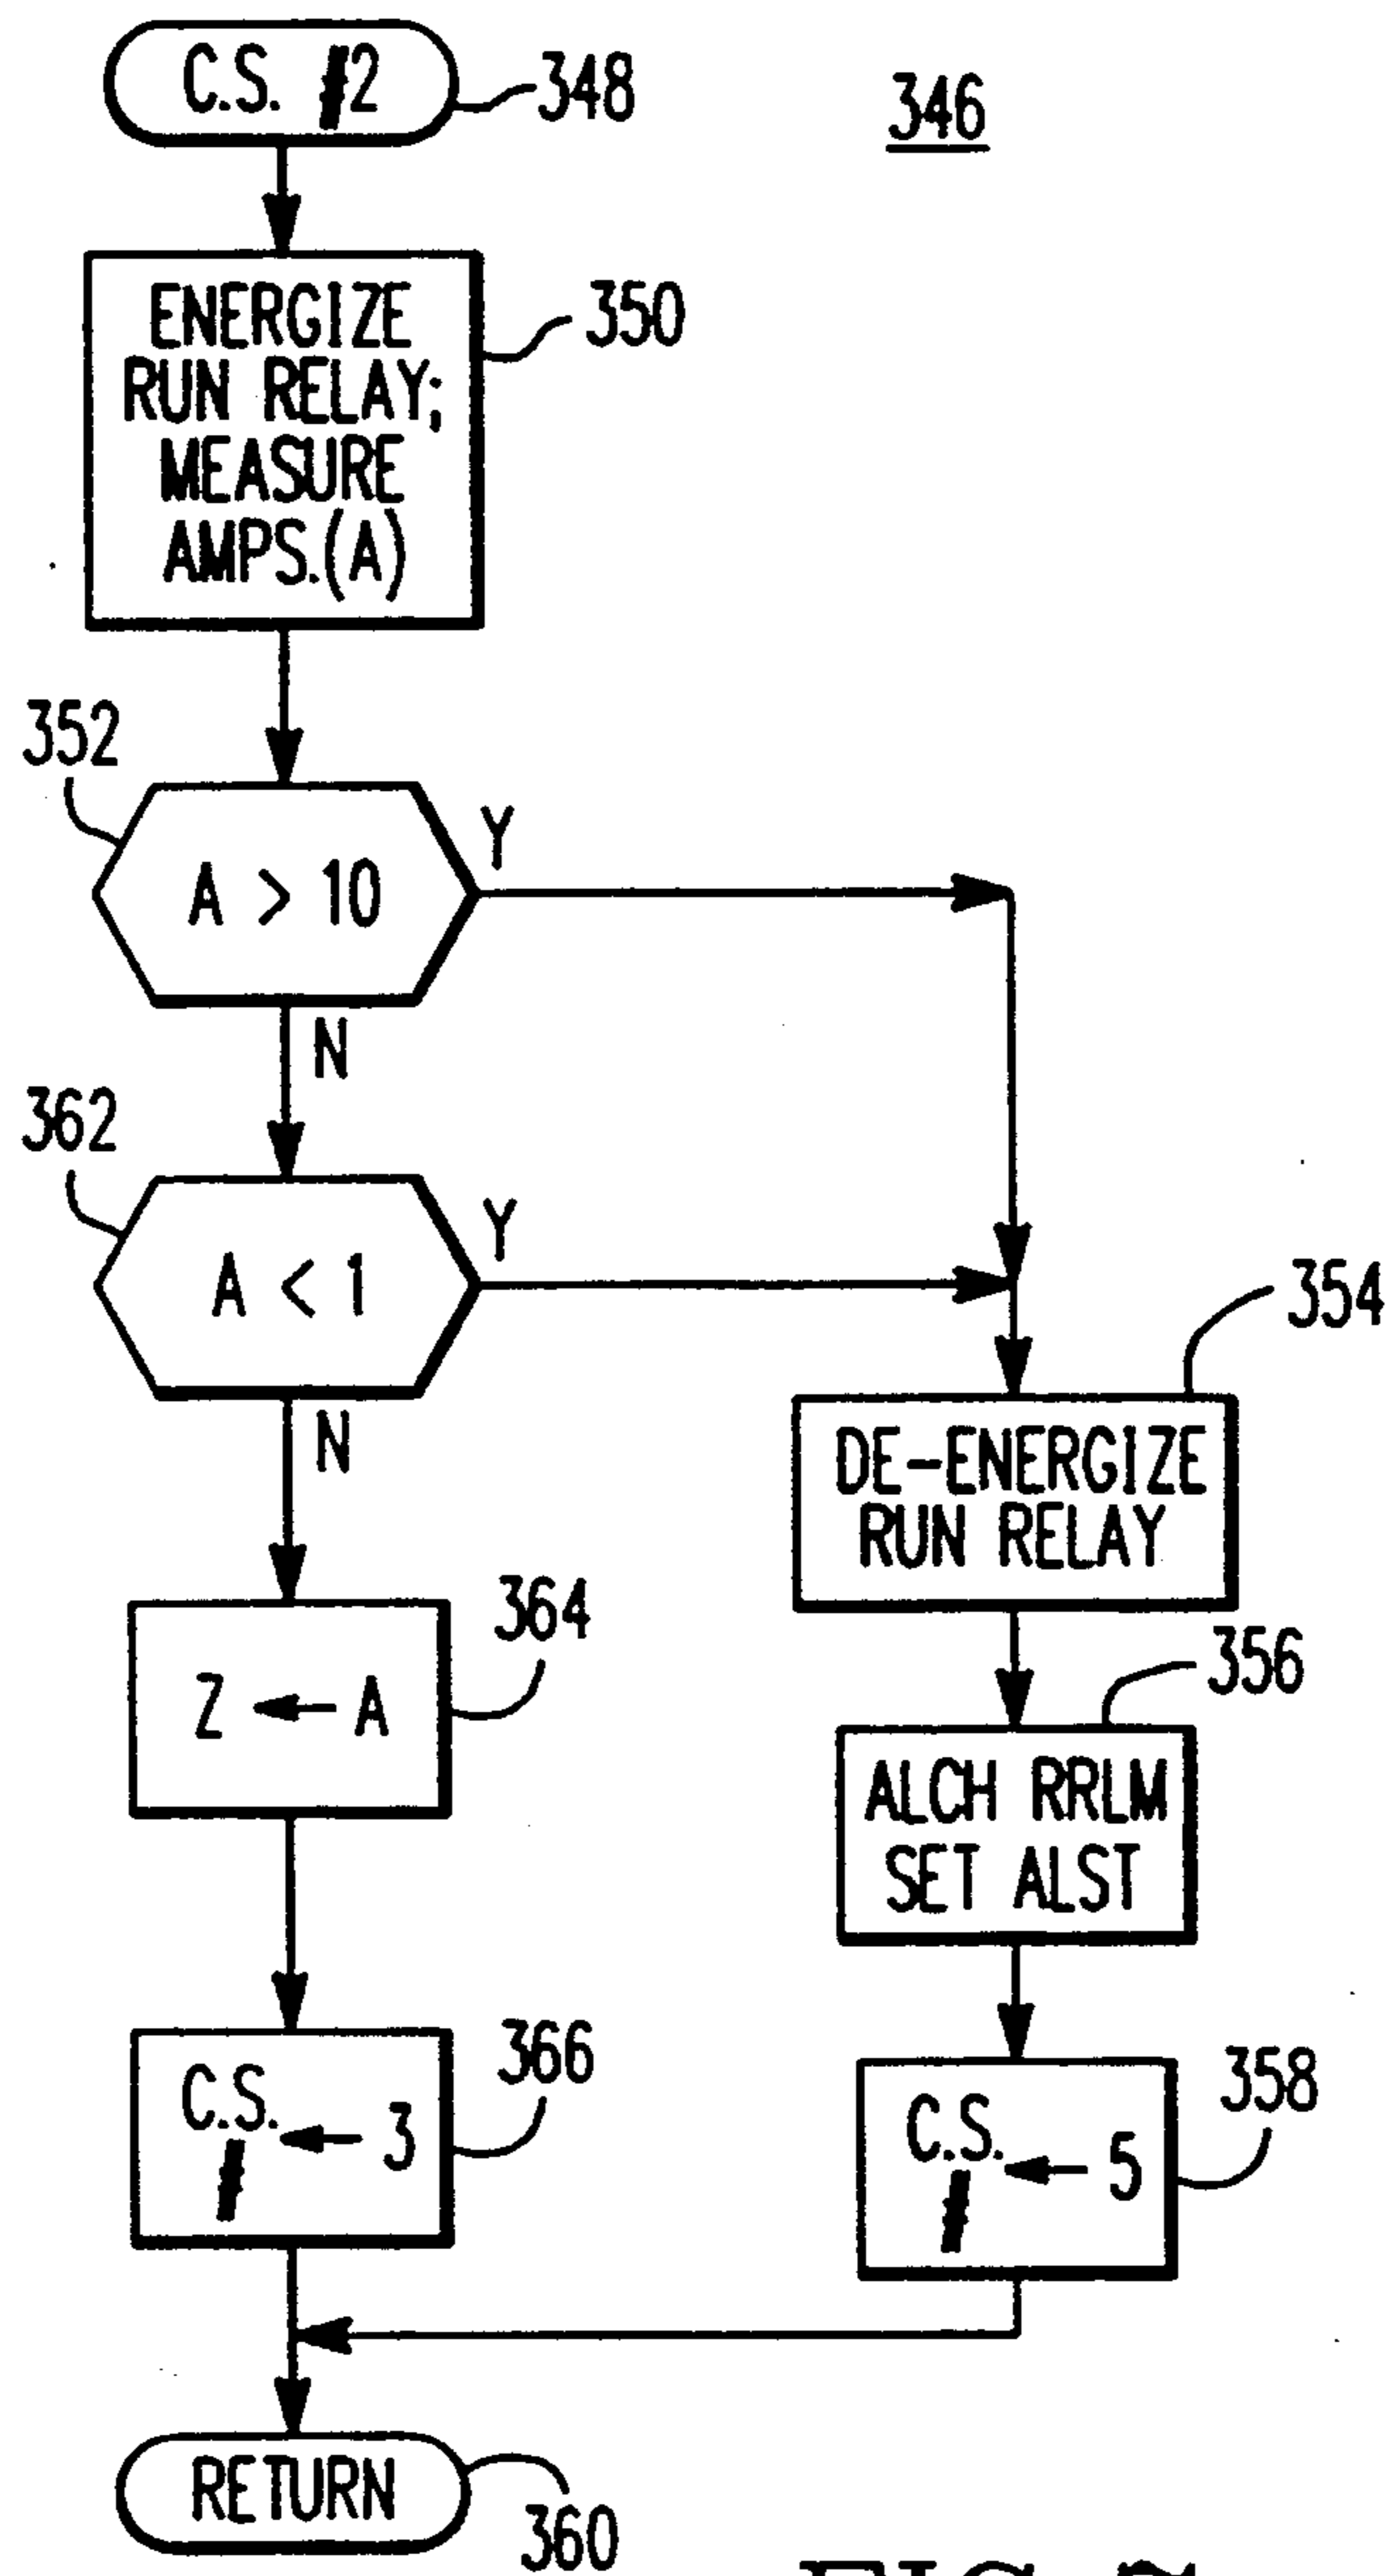 C.S. #2
348
346
ENERGIZE
RUN RELAY;
MEASURE
AMPS.(A)
350
352
A > 10
Y
N
362
A < 1
Y
N
354
DE-ENERGIZE
RUN RELAY
364
Z ← A
356
ALCH RRLM
SET ALST
366
C.S.
# ← 3
358
C.S.
# ← 5
RETURN
360